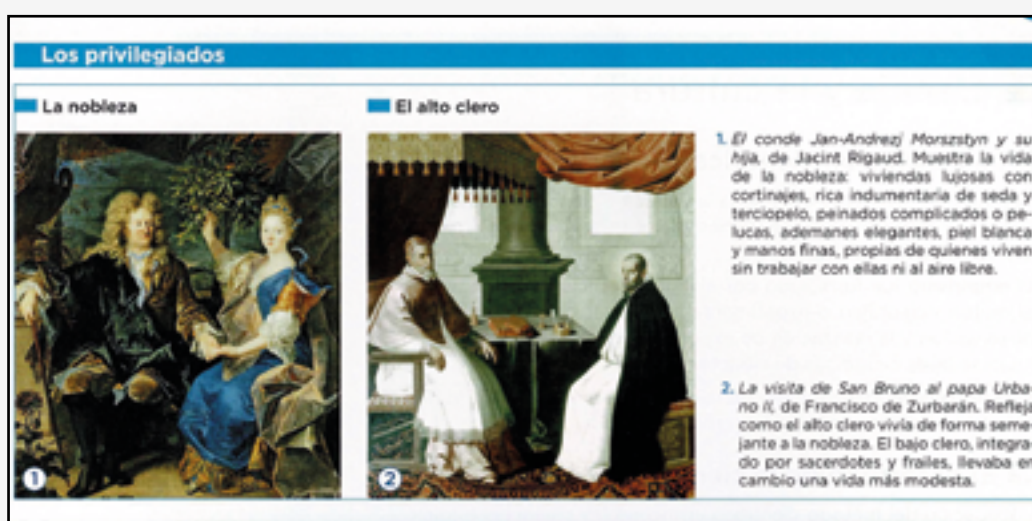 Los privilegiados
La nobleza
El alto clero
1. El conde Jan-Andrezj Morszstyn y su
hija, de Jacint Rigaud. Muestra la vida
de la nobleza: viviendas lujosas con
cortinajes, rica indumentaria de seda y
terciopelo, peinados complicados o pe-
lucas, ademanes elegantes, piel blanca
y manos finas, propias de quienes viven
sin trabajar con ellas ni al aire libre.
2. La visita de San Bruno al papa Urba-
no II, de Francisco de Zurbarán. Refleja
como el alto clero vivía de forma seme-
jante a la nobleza. El bajo clero, integra-
do por sacerdotes y frailes, llevaba en
cambio una vida más modesta.
1
2